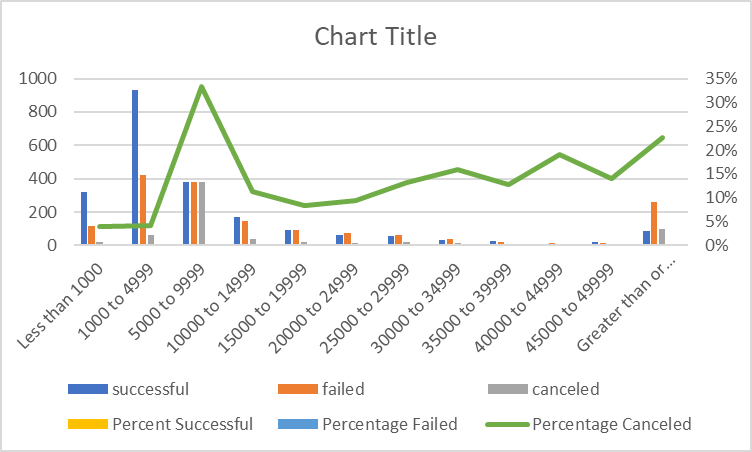 Chart Title
1000 35%
30%
800
25%
600 20%
15%
400
10%
200
5%
0 0%
Less than 1000
1000 to 4999
5000 to 9999
10000 to 14999
15000 to 19999
20000 to 24999
25000 to 29999
30000 to 34999
35000 to 39999
40000 to 44999
45000 to 49999
Greater than or...
successful failed canceled
Percent Successful Percentage Failed Percentage Canceled